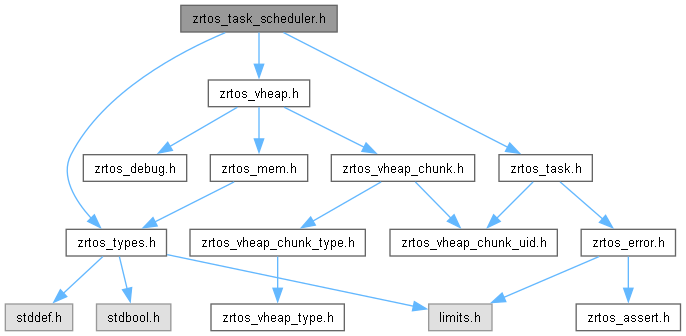 zrtos_task_scheduler.h
zrtos_vheap.h
zrtos_debug.h
zrtos_mem.h
zrtos_vheap_chunk.h
zrtos_task.h
zrtos_types.h
zrtos_vheap_chunk_type.h
zrtos_vheap_chunk_uid.h
zrtos_error.h
stddef.h
stdbool.h
zrtos_vheap_type.h
limits.h
zrtos_assert.h